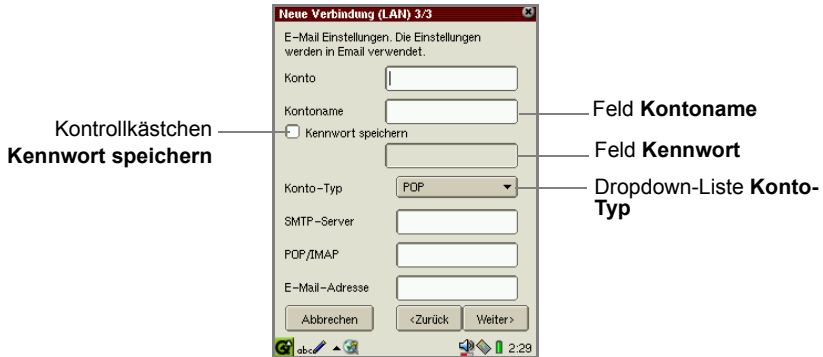 Neue Verbindung (LAN) 3/3
E-Mail Einstellungen. Die Einstellungen
werden in Email verwendet.
Konto
Kontoname
Kennwort speichern
Konto-Typ
POP
SMTP-Server
POP/IMAP
E-Mail-Adresse
Abbrechen
<Zurück
Weiter>
abc
2:29
Kontrollkästchen
Kennwort speichern
Feld Kontoname
Feld Kennwort
Dropdown-Liste Konto-
Typ